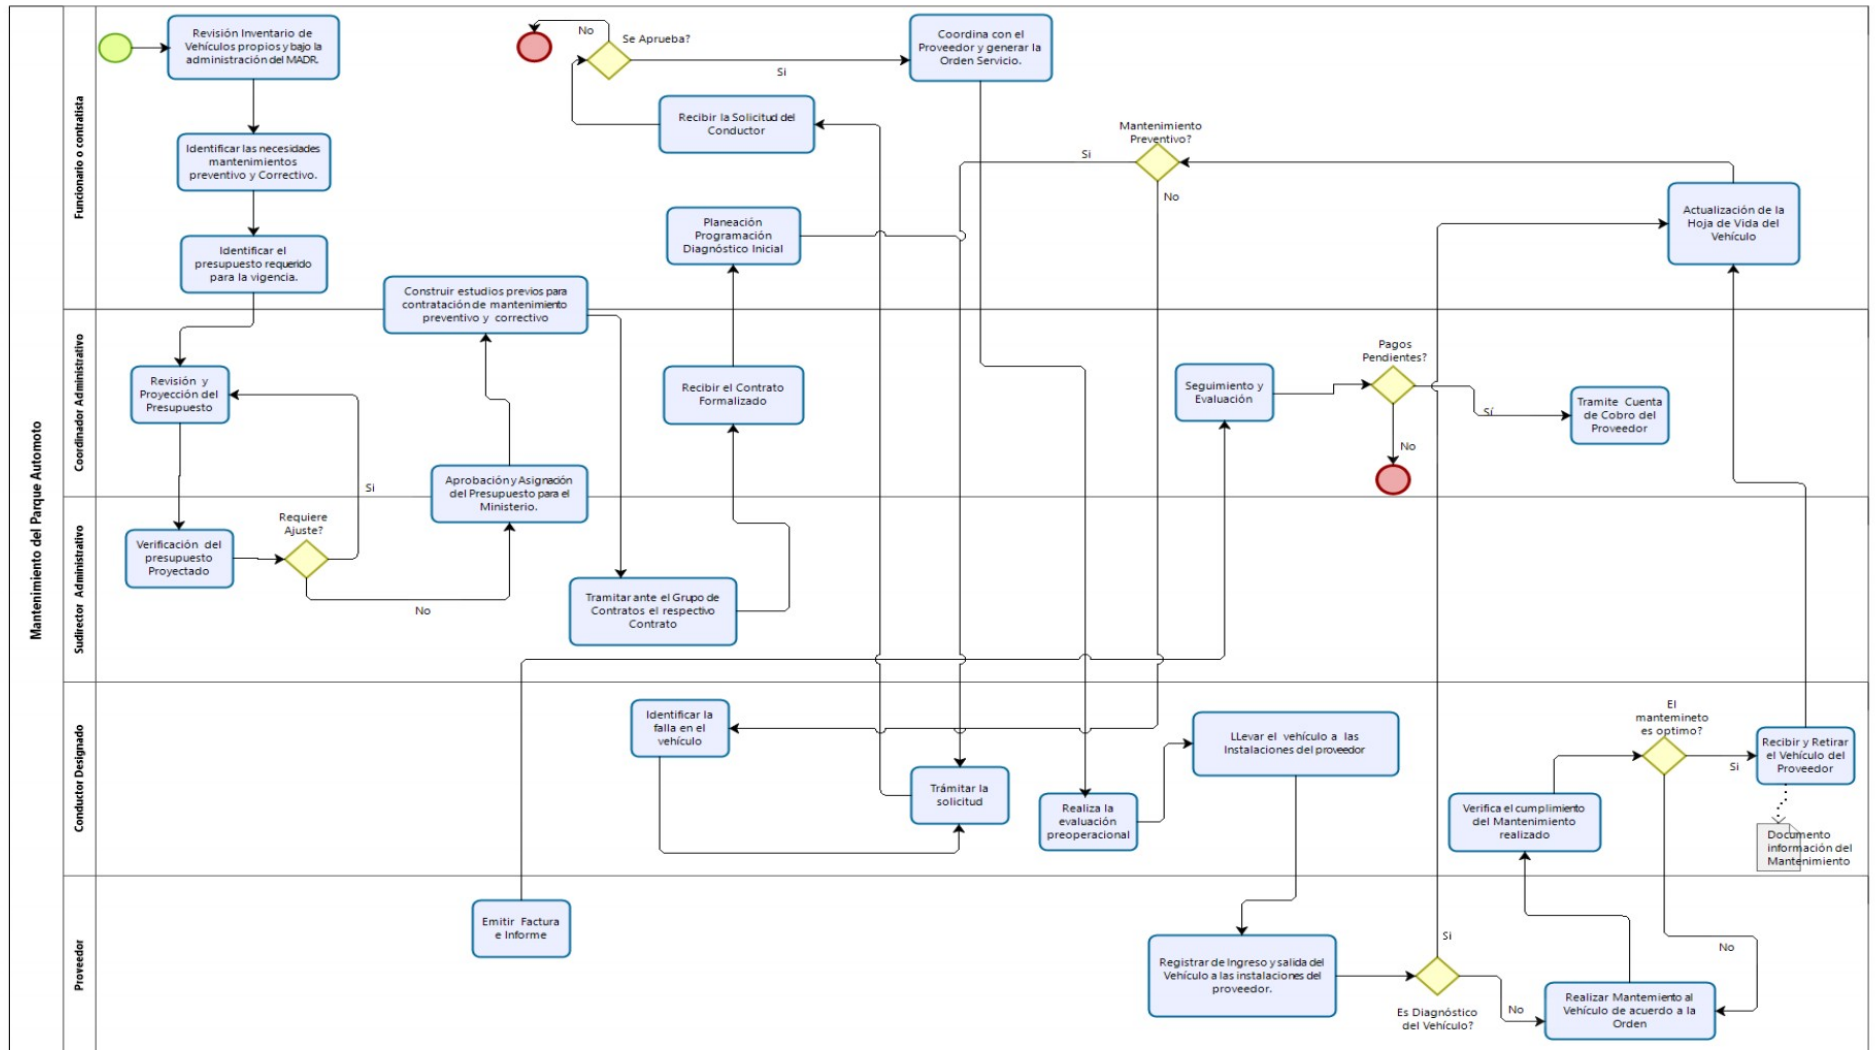 Mantenimiento del Parque Automoto
Funcionario o contratista
Revisión Inventario de
Vehículos propios y bajo la
administración del MADR.
Identificar las necesidades
mantenimientos
preventivo y Correctivo.
Identificar el
presupuesto requerido
para la vigencia.
No
Se Aprueba?
Si
Recibir la Solicitud del
Conductor
Coordina con el
Proveedor y generar la
Orden Servicio.
Planeación
Programación
Diagnóstico Inicial
Mantenimiento
Preventivo?
Si
No
Actualización de la
Hoja de Vida del
Vehículo
Construir estudios previos para
contratación de mantenimiento
preventivo y correctivo
Coordinador Administrativo
Revisión y
Proyección del
Presupuesto
Si
Aprobación y Asignación
del Presupuesto para el
Ministerio.
Recibir el Contrato
Formalizado
Seguimiento y
Evaluación
Pagos
Pendientes?
Sí
No
Tramite Cuenta
de Cobro del
Proveedor
Sudirector Administrativo
Verificación del
presupuesto
Proyectado
Requiere
Ajuste?
No
Tramitar ante el Grupo de
Contratos el respectivo
Contrato
Conductor Designado
Identificar la
falla en el
vehículo
Trámitar la
solicitud
Realiza la
evaluación
preoperacional
LLevar el vehículo a las
Instalaciones del proveedor
Verifica el cumplimiento
del Mantenimiento
realizado
El
mantemineto
es optimo?
Si
Recibir y Retirar
el Vehículo del
Proveedor
Documento
información del
Mantenimiento
Proveedor
Emitir Factura
e Informe
Registrar de Ingreso y salida del
Vehículo a las instalaciones del
proveedor.
Si
Es Diagnóstico
del Vehículo?
No
Realizar Mantemiento al
Vehículo de acuerdo a la
Orden
No